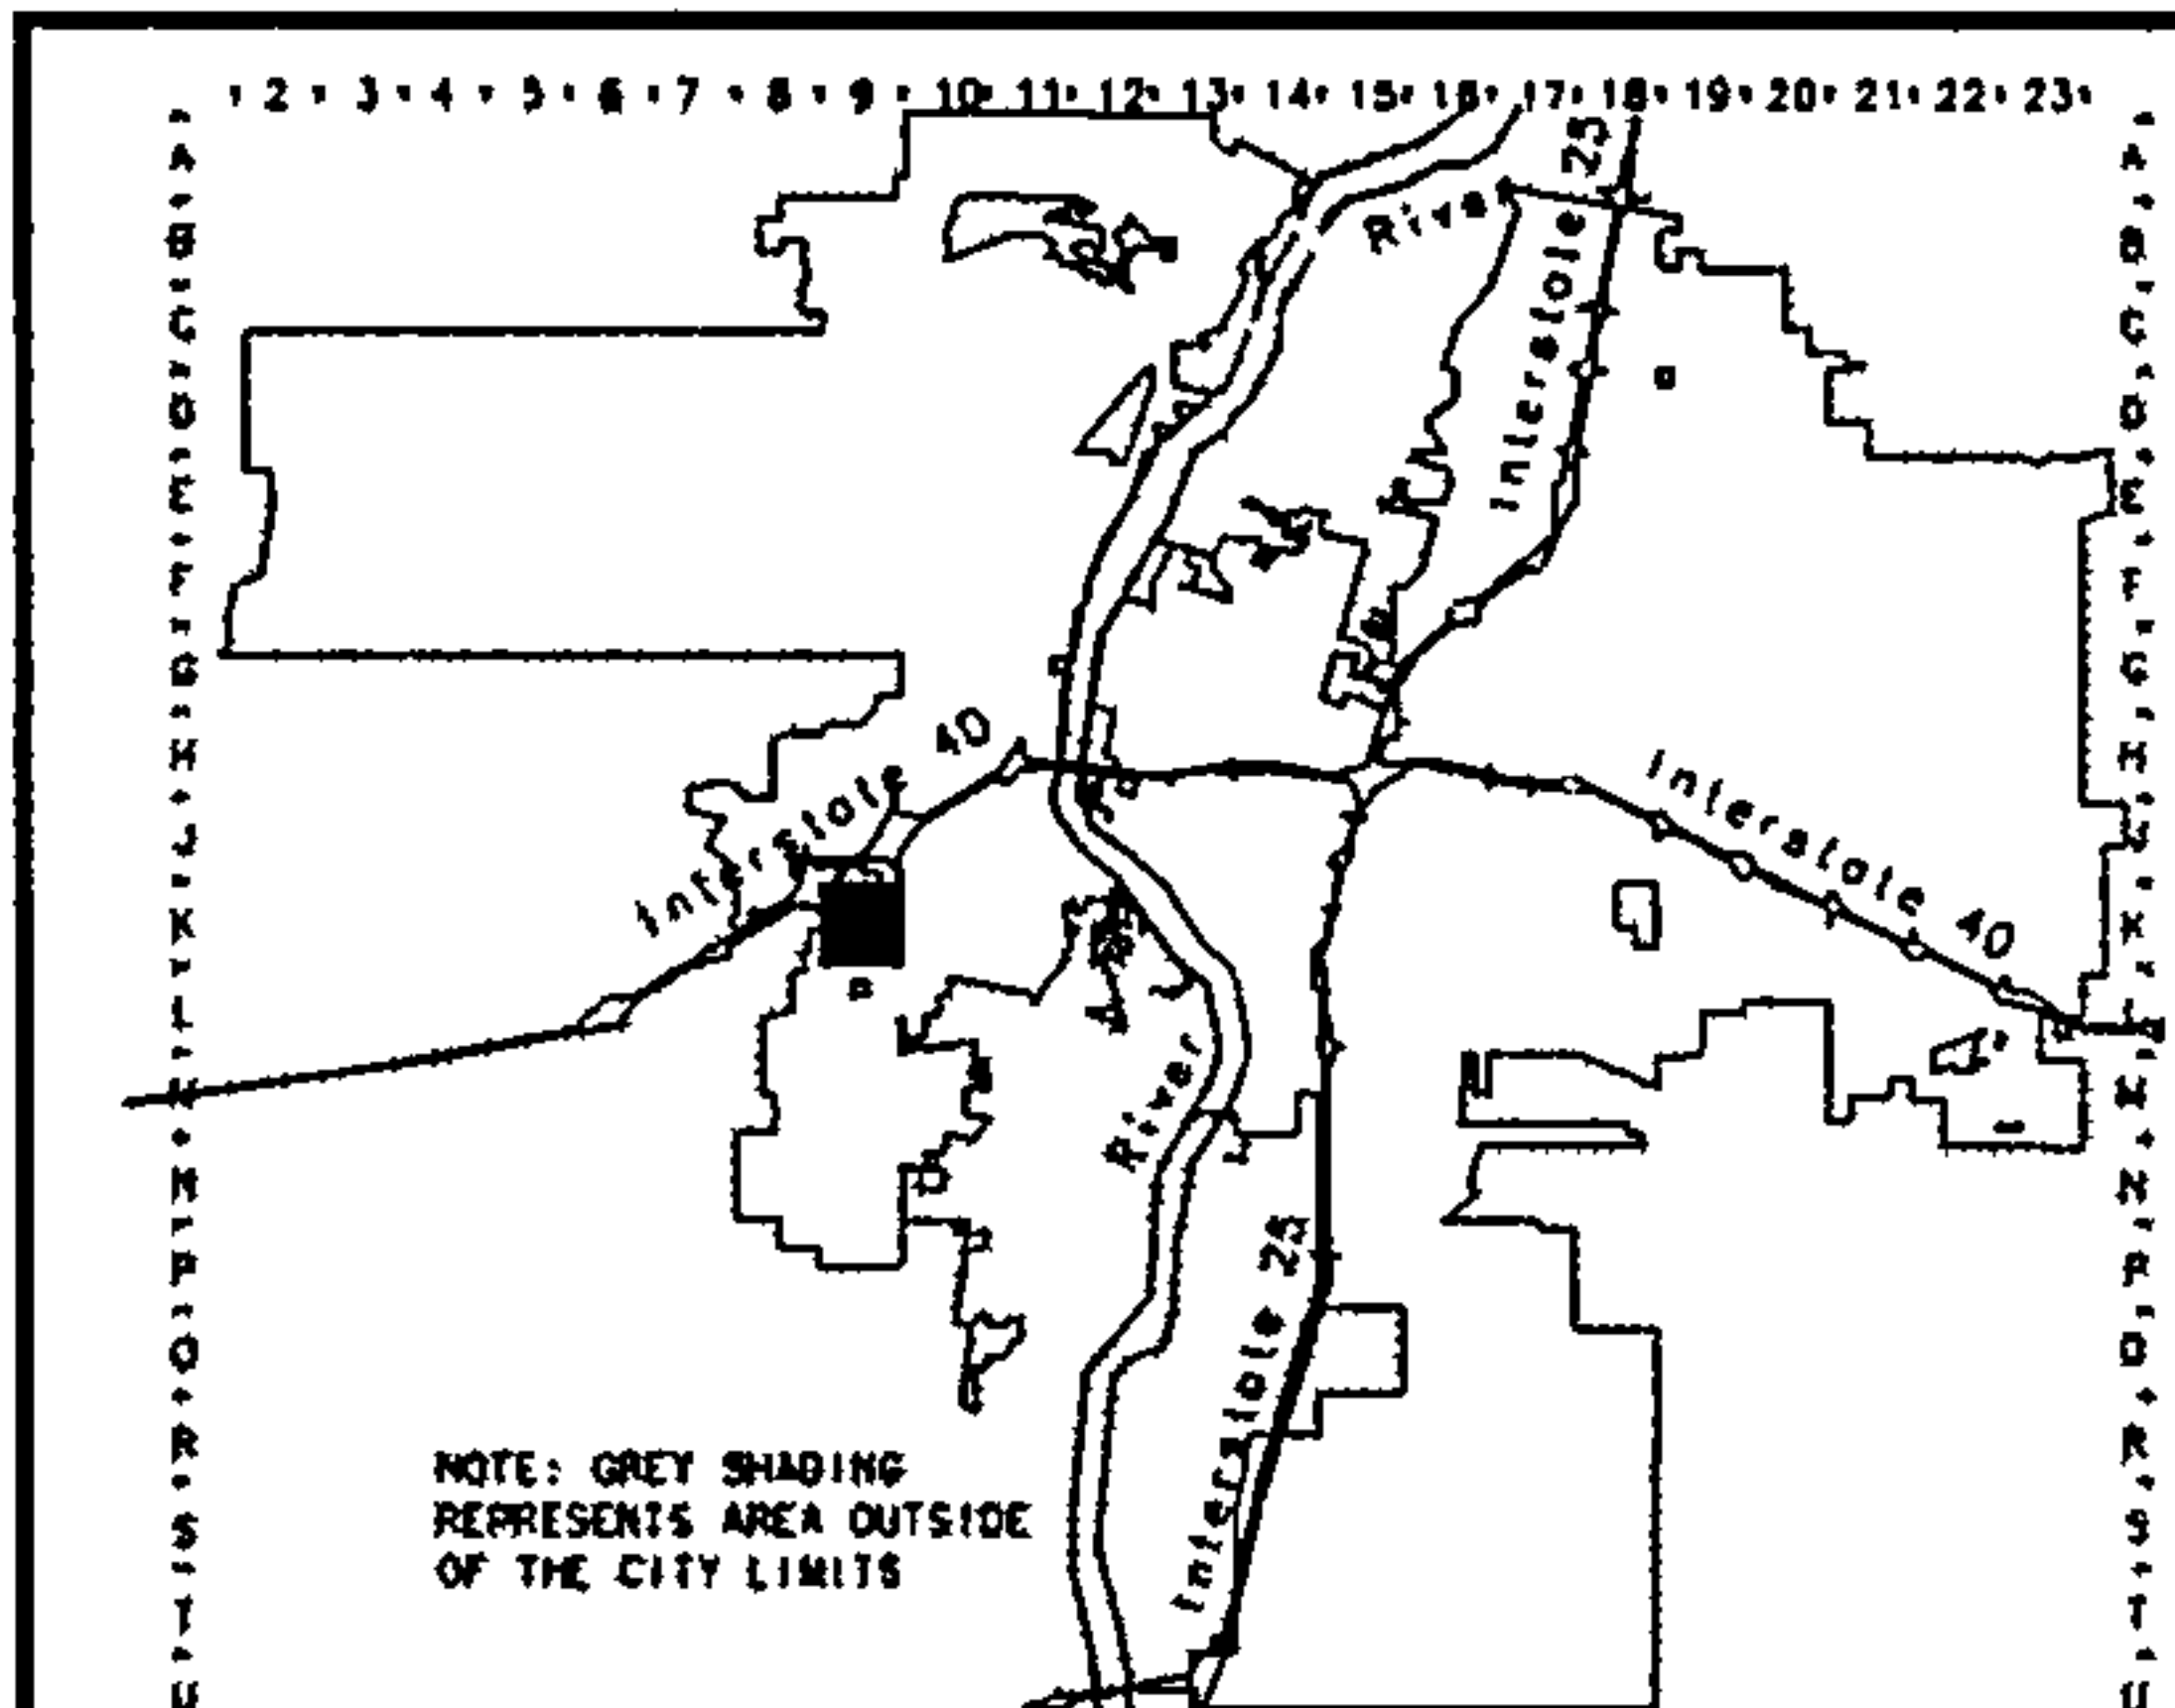 2 3 4 5 6 7 8 9 10 11 12 13 14 15 16 17 18 19 20 21 22 23
A A
B B
C C
D D
E E
F F
G G
H H
J J
K K
L L
M M
N N
P P
Q Q
R R
S S
T T
U U
River
Interstate 25
Interstate 40
Interstate 40
River
Interstate 25
NOTE: GREY SHADING
REPRESENTS AREA OUTSIDE
OF THE CITY LIMITS